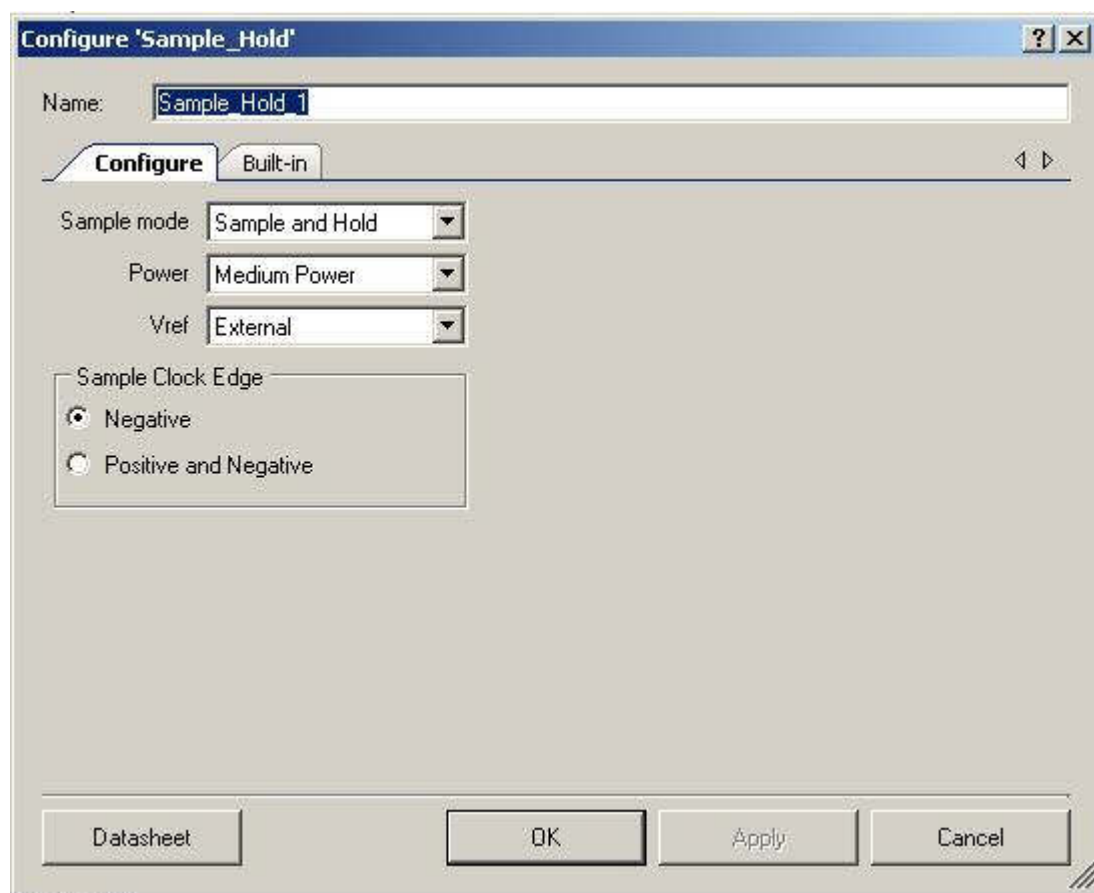 Configure 'Sample_Hold'
Name: Sample_Hold_1
Configure Built-in
Sample mode Sample and Hold
Power Medium Power
Vref External
Sample Clock Edge
Negative
Positive and Negative
Datasheet OK Apply Cancel